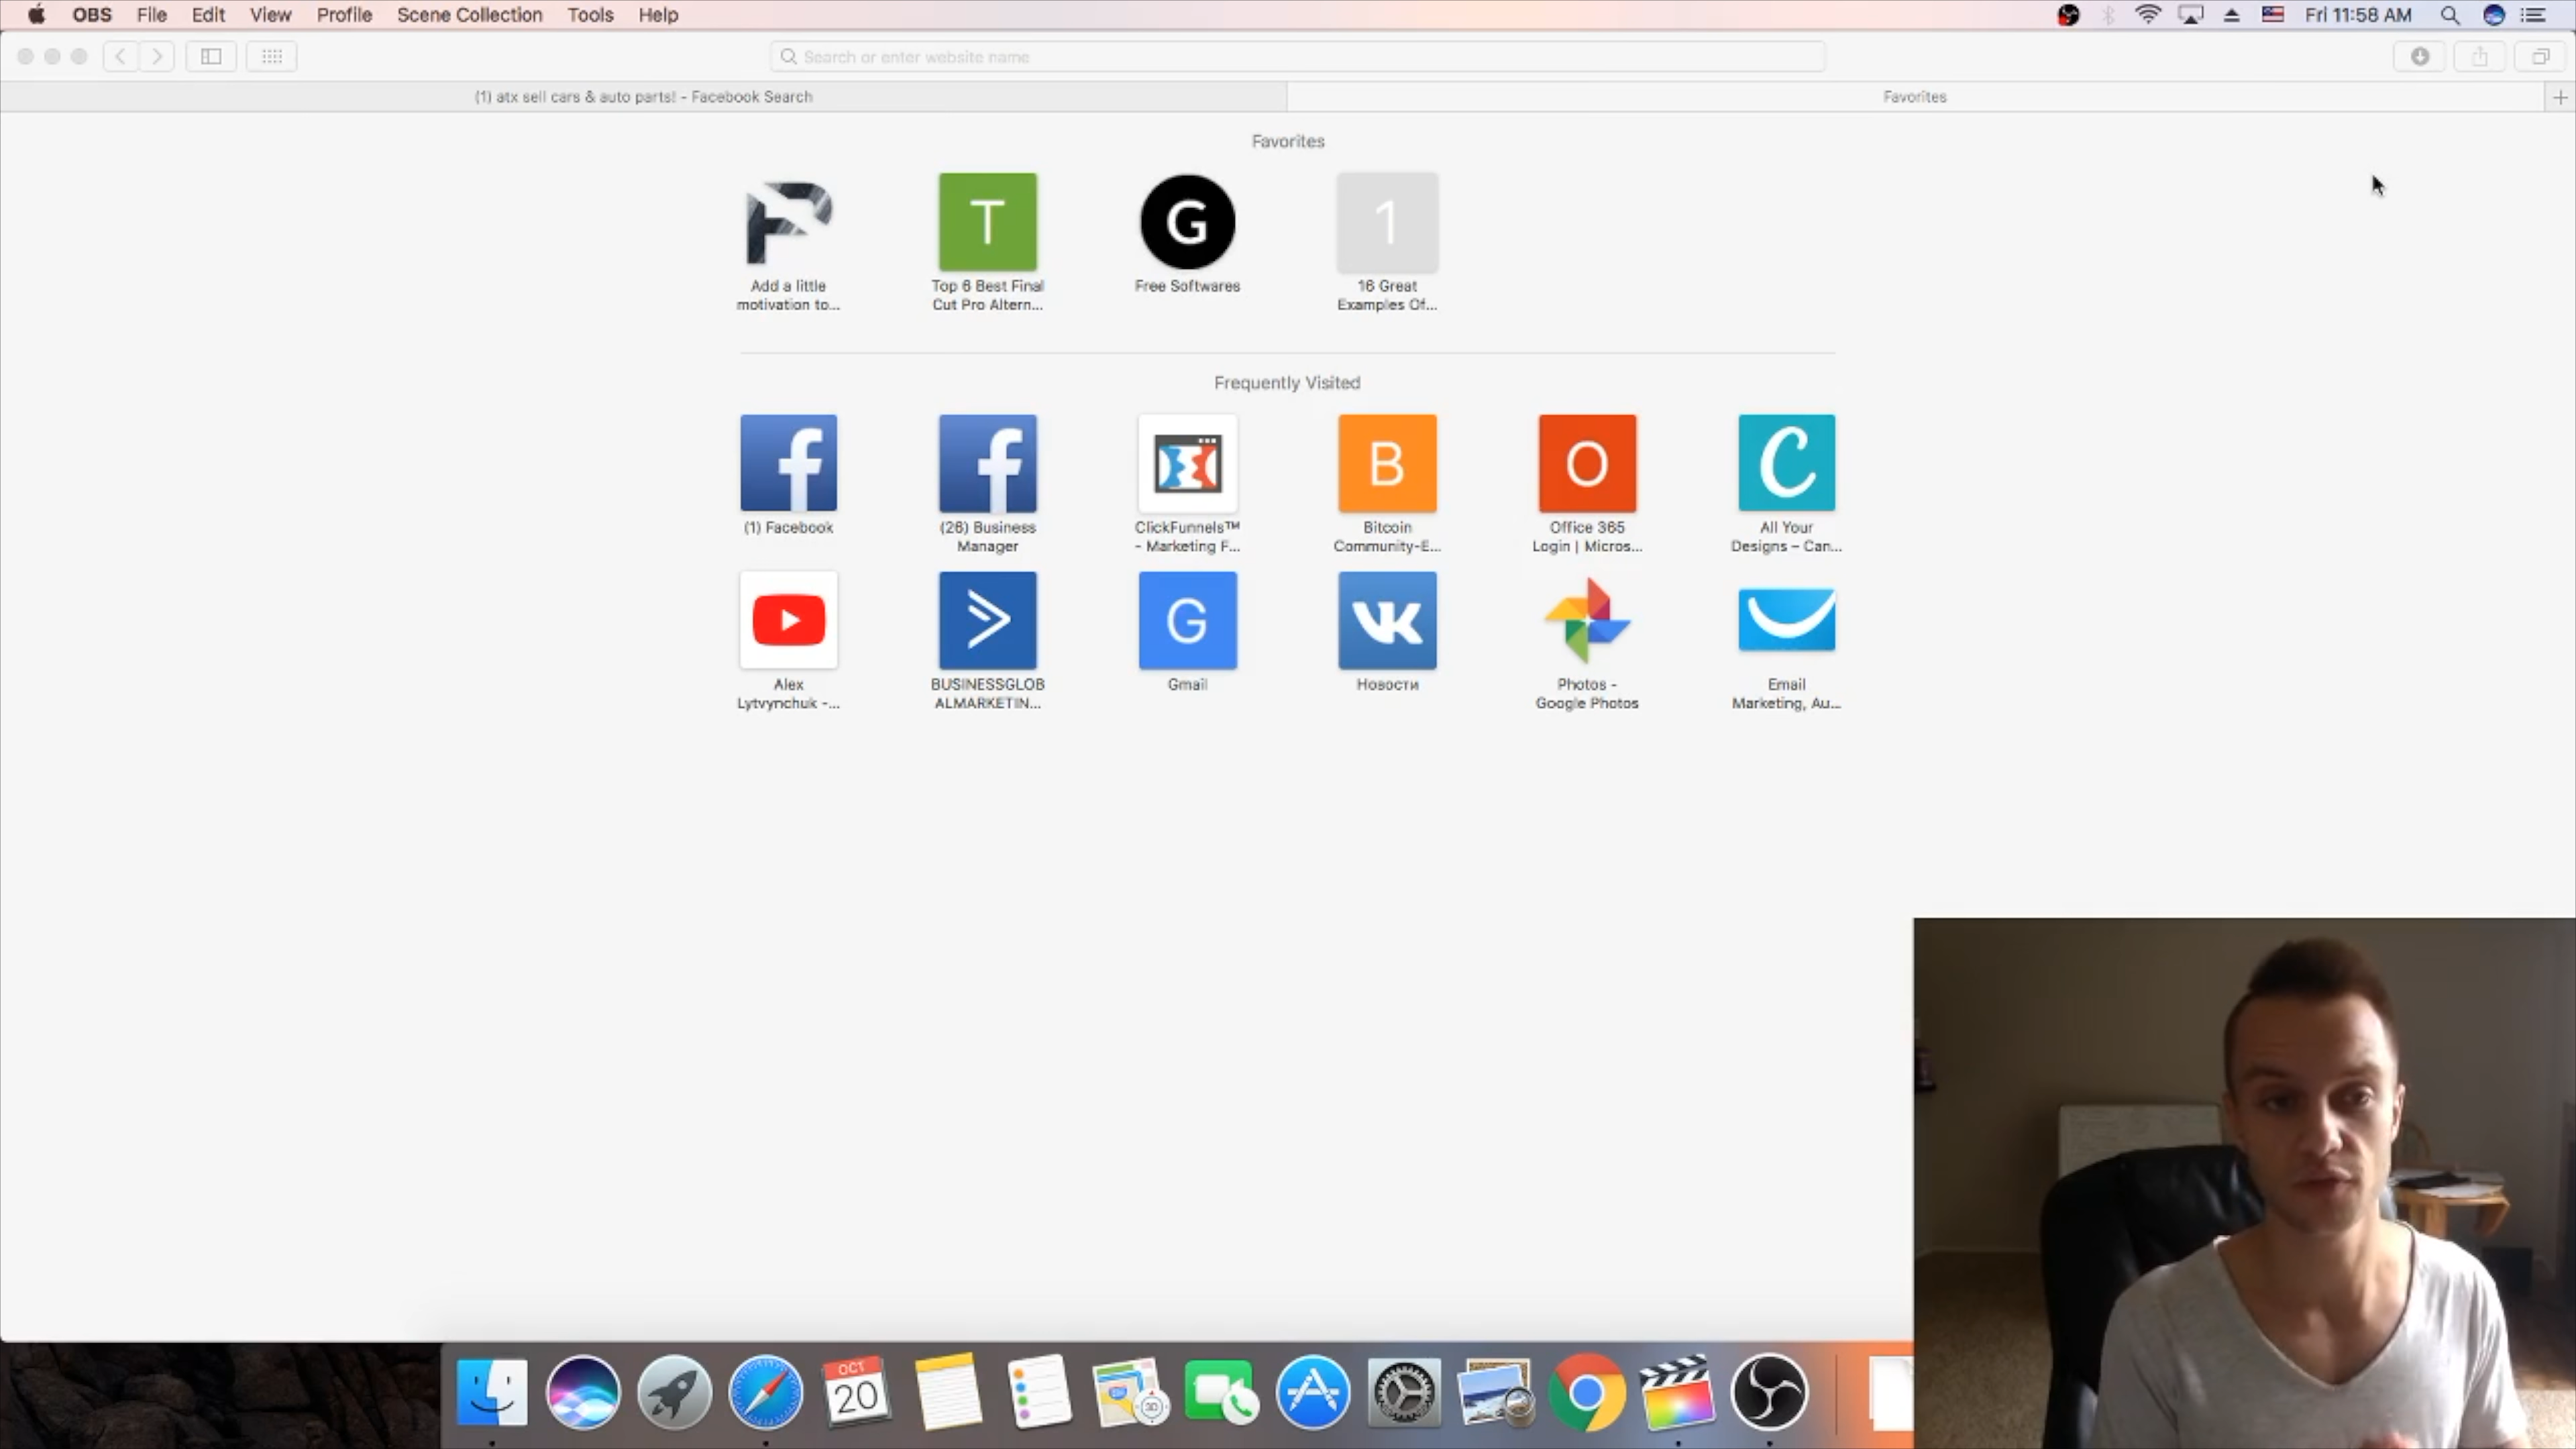 OBS File Edit View Profile Scene Collection Tools Help Fri 11:58 AM
Search or enter website name
(1) atx sell cars & auto parts! - Facebook Search Favorites
Favorites
T G 1
Add a little
motivation to...
Top 6 Best Final
Cut Pro Altern...
Free Softwares
16 Great
Examples Of...
Frequently Visited
f f B O C
(1) Facebook
(26) Business
Manager
ClickFunnels™
- Marketing F...
Bitcoin
Community-E...
Office 365
Login | Micros...
All Your
Designs – Can...
G VK
Alex
Lytvynchuk -...
BUSINESSGLOB
ALMARKETIN...
Gmail
Новости
Photos -
Google Photos
Email
Marketing, Au...
OCT
20
3D